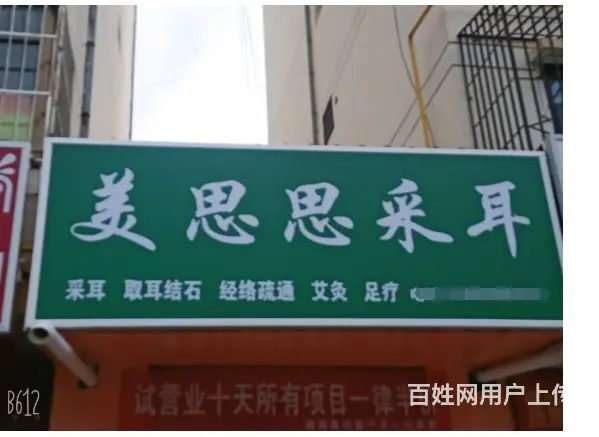 美思思采耳
采耳 取耳结石 经络疏通 艾灸 足疗
试营业十天所有项目一律半
百姓网用户上传
B612